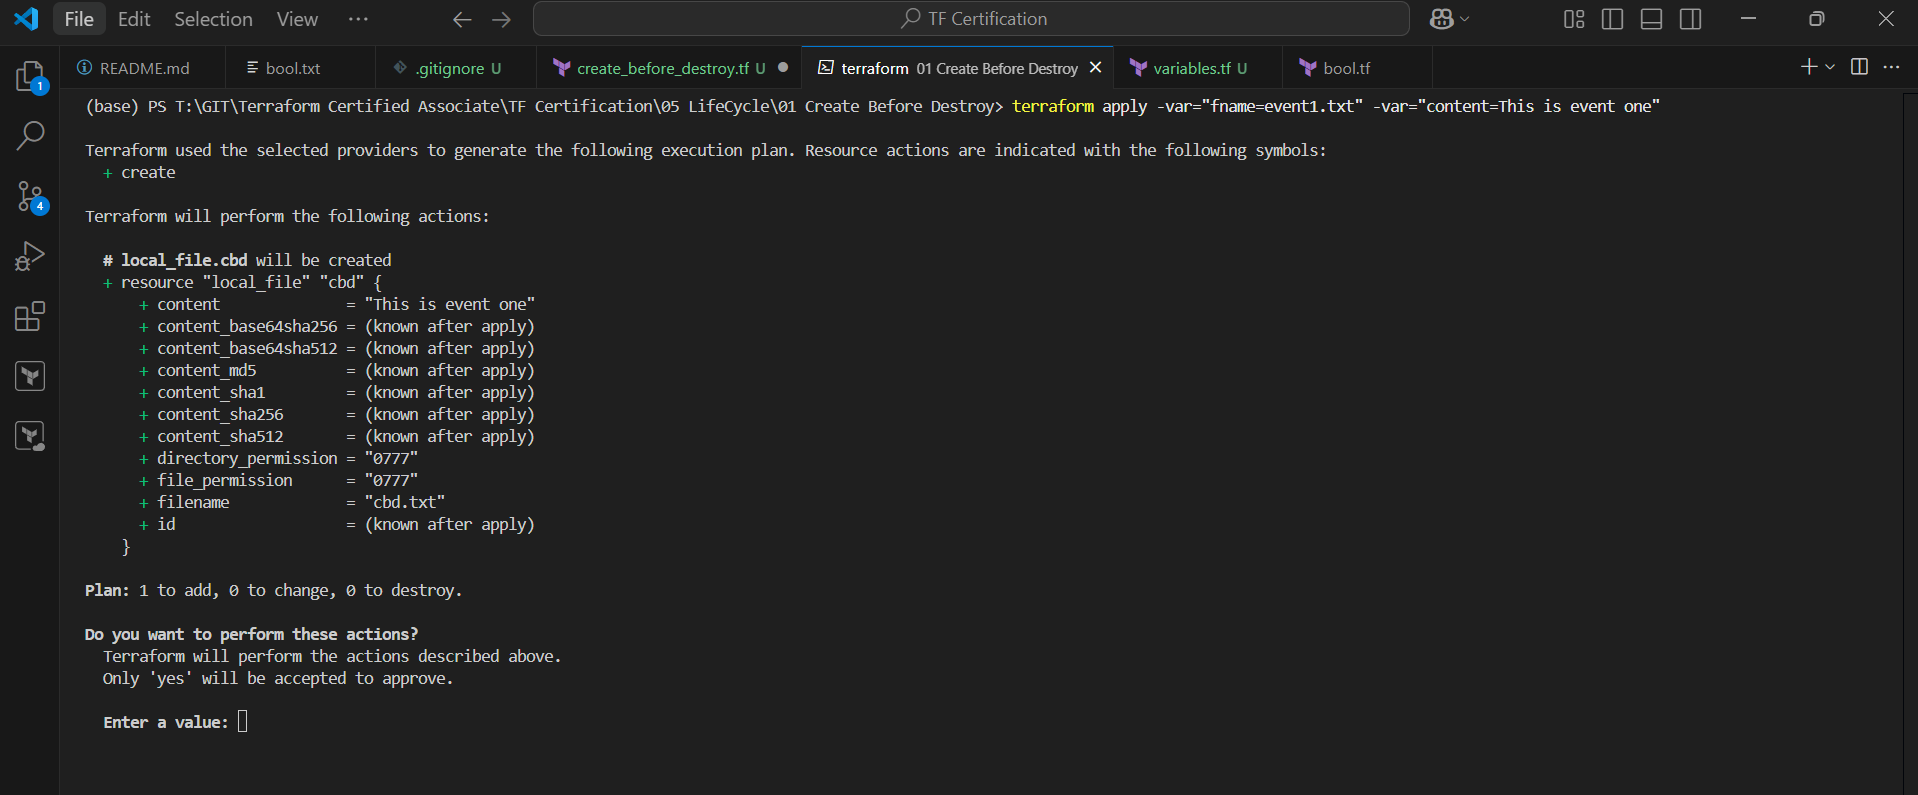 File Edit Selection View ··· TF Certification
README.md bool.txt .gitignore U create_before_destroy.tf U terraform 01 Create Before Destroy variables.tf U bool.tf
1
4
(base) PS T:\GIT\Terraform Certified Associate\TF Certification\05 LifeCycle\01 Create Before Destroy> terraform apply -var="fname=event1.txt" -var="content=This is event one"
Terraform used the selected providers to generate the following execution plan. Resource actions are indicated with the following symbols:
+ create
Terraform will perform the following actions:
# local_file.cbd will be created
+ resource "local_file" "cbd" {
+ content = "This is event one"
+ content_base64sha256 = (known after apply)
+ content_base64sha512 = (known after apply)
+ content_md5 = (known after apply)
+ content_sha1 = (known after apply)
+ content_sha256 = (known after apply)
+ content_sha512 = (known after apply)
+ directory_permission = "0777"
+ file_permission = "0777"
+ filename = "cbd.txt"
+ id = (known after apply)
}
Plan: 1 to add, 0 to change, 0 to destroy.
Do you want to perform these actions?
Terraform will perform the actions described above.
Only 'yes' will be accepted to approve.
Enter a value: